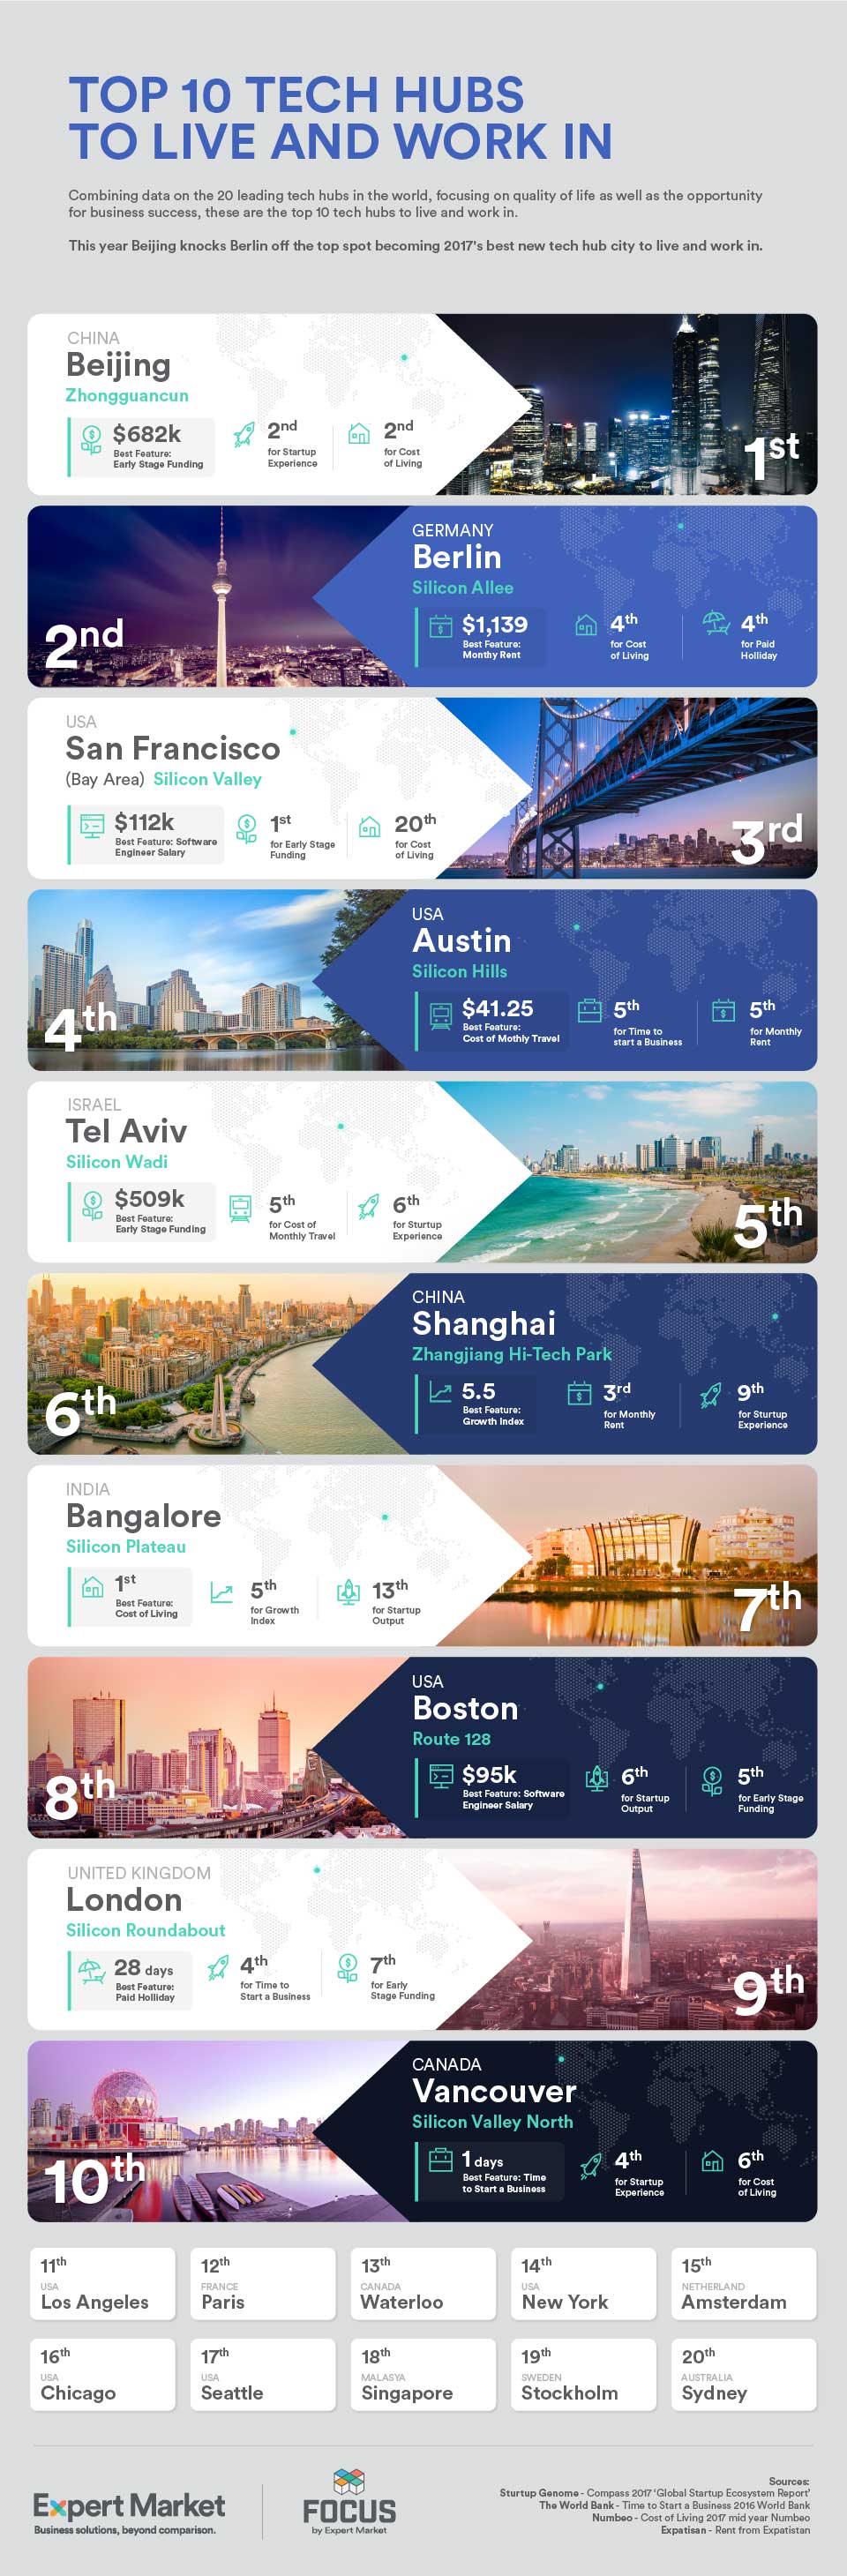 TOP 10 TECH HUBS
TO LIVE AND WORK IN
Combining data on the 20 leading tech hubs in the world, focusing on quality of life as well as the opportunity
for business success, these are the top 10 tech hubs to live and work in.
This year Beijing knocks Berlin off the top spot becoming 2017's best new tech hub city to live and work in.
CHINA
Beijing
Zhongguancun
$682k
Best Feature:
Early Stage Funding
2nd
for Startup
Experience
2nd
for Cost
of Living
1st
GERMANY
Berlin
Silicon Allee
$1,139
Best Feature:
Monthy Rent
4th
for Cost
of Living
4th
for Paid
Holliday
2nd
USA
San Francisco
(Bay Area) Silicon Valley
$112k
Best Feature: Software
Engineer Salary
1st
for Early Stage
Funding
20th
for Cost
of Living
3rd
USA
Austin
Silicon Hills
$41.25
Best Feature:
Cost of Mothly Travel
5th
for Time to
start a Business
5th
for Monthly
Rent
4th
ISRAEL
Tel Aviv
Silicon Wadi
$509k
Best Feature:
Early Stage Funding
5th
for Cost of
Monthly Travel
6th
for Sturtup
Experience
5th
CHINA
Shanghai
Zhangjiang Hi-Tech Park
5.5
Best Feature:
Growth Index
3rd
for Monthly
Rent
9th
for Sturtup
Experience
6th
INDIA
Bangalore
Silicon Plateau
1st
Best Feature:
Cost of Living
5th
for Growth
Index
13th
for Startup
Output
7th
USA
Boston
Route 128
$95k
Best Feature: Software
Engineer Salary
6th
for Startup
Output
5th
for Early Stage
Funding
8th
UNITED KINGDOM
London
Silicon Roundabout
28 days
Best Feature:
Paid Holliday
4th
for Time to
Start a Business
7th
for Early
Stage Funding
9th
CANADA
Vancouver
Silicon Valley North
1 days
Best Feature: Time
to Start a Business
4th
for Startup
Experience
6th
for Cost
of Living
10th
11th
USA
Los Angeles
12th
FRANCE
Paris
13th
CANADA
Waterloo
14th
USA
New York
15th
NETHERLAND
Amsterdam
16th
USA
Chicago
17th
USA
Seattle
18th
MALASYA
Singapore
19th
SWEDEN
Stockholm
20th
AUSTRALIA
Sydney
Expert Market
Business solutions, beyond comparison.
FOCUS
by Expert Market
Sources:
Sturtup Genome - Compass 2017 'Global Startup Ecosystem Report'
The World Bank - Time to Start a Business 2016 World Bank
Numbeo - Cost of Living 2017 mid year Numbeo
Expatisan - Rent from Expatistan